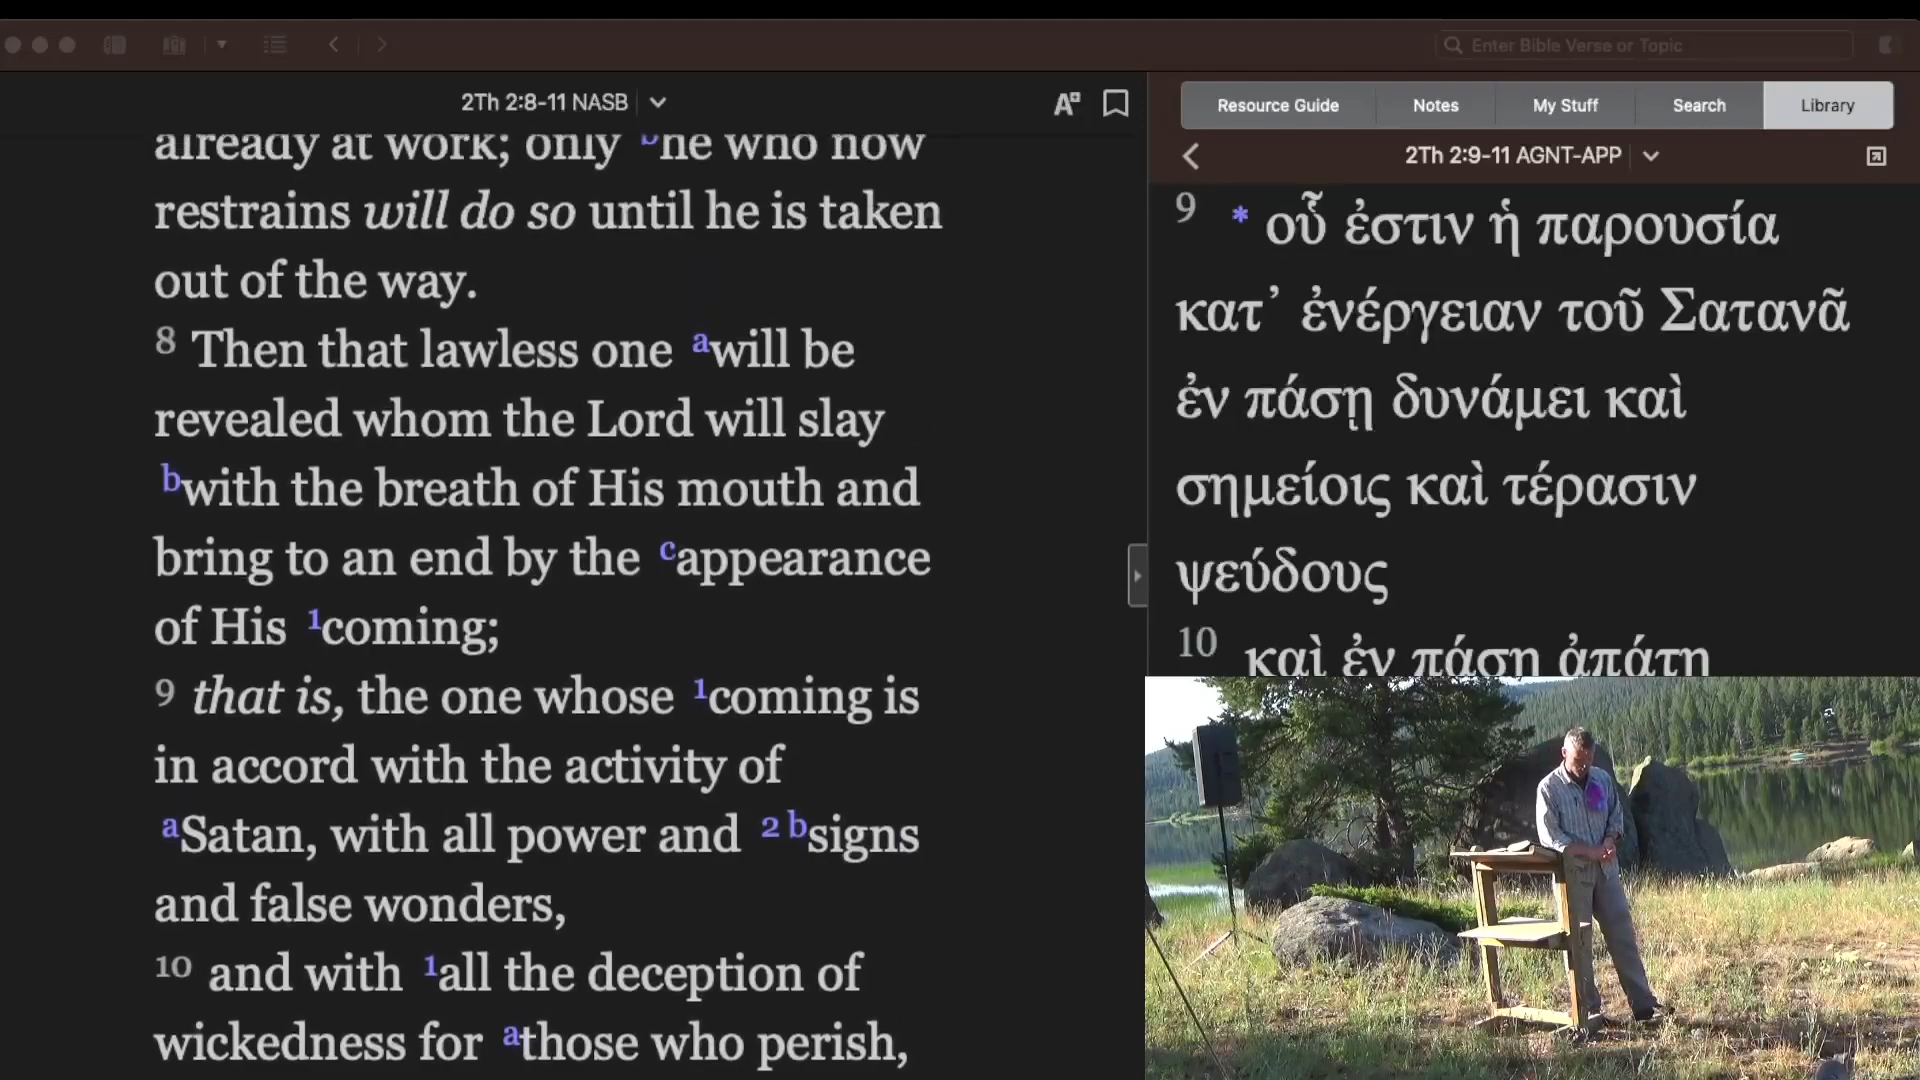 Enter Bible Verse or Topic
2Th 2:8-11 NASB
A
already at work; only bhe who now
restrains will do so until he is taken
out of the way.
8 Then that lawless one awill be
revealed whom the Lord will slay
bwith the breath of His mouth and
bring to an end by the cappearance
of His 1coming;
9 that is, the one whose 1coming is
in accord with the activity of
aSatan, with all power and 2 bsigns
and false wonders,
10 and with 1all the deception of
wickedness for athose who perish,
Resource Guide Notes My Stuff Search Library
2Th 2:9-11 AGNT-APP
9 * οὗ ἐστιν ἡ παρουσία
κατ’ ἐνέργειαν τοῦ Σατανᾶ
ἐν πάσῃ δυνάμει καὶ
σημείοις καὶ τέρασιν
ψεύδους
10 καὶ ἐν πάσῃ ἀπάτῃ